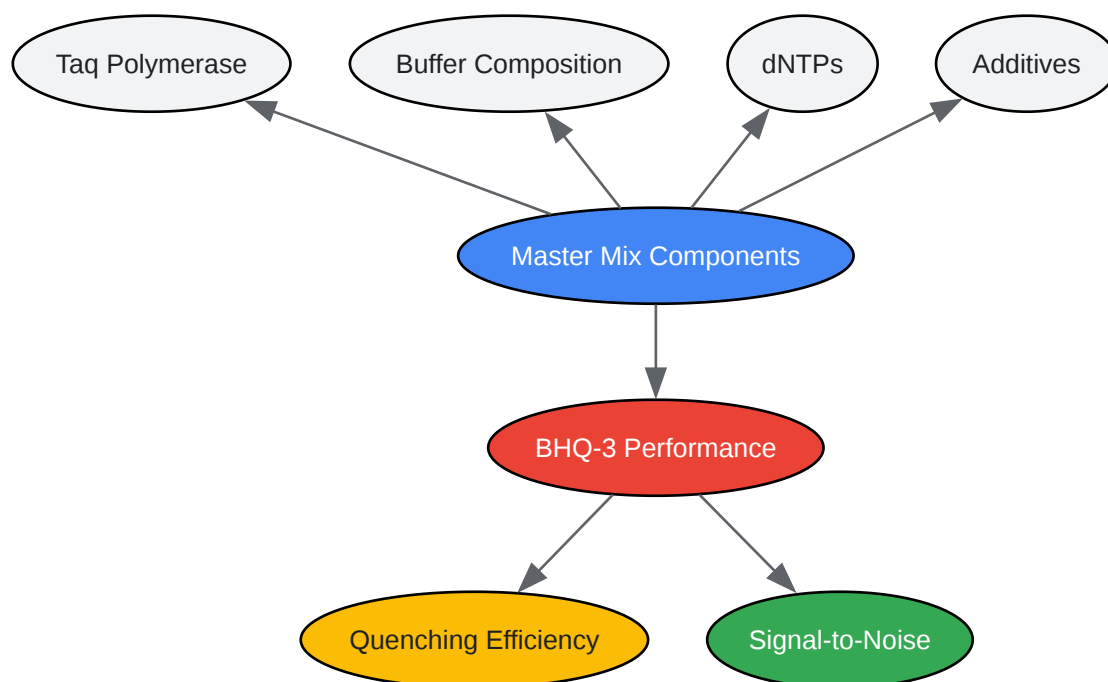 Taq Polymerase
Buffer Composition
dNTPs
Additives
Master Mix Components
BHQ-3 Performance
Quenching Efficiency
Signal-to-Noise